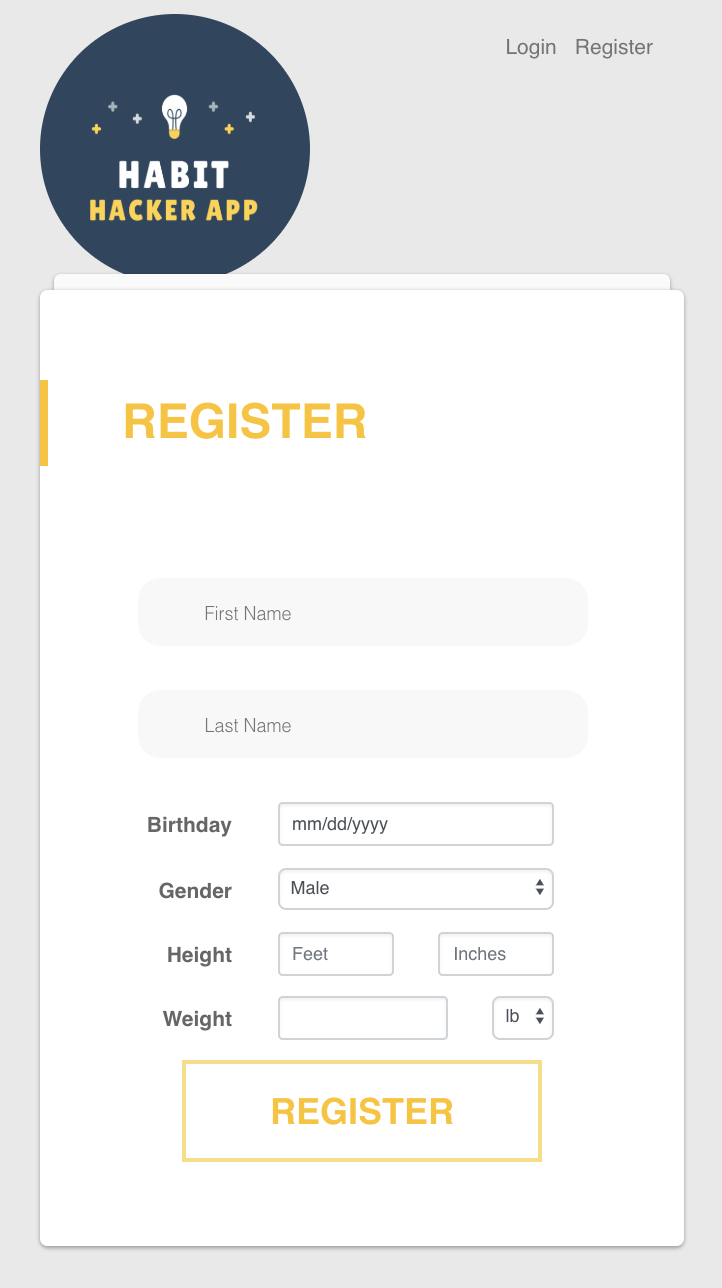 Login Register
HABIT
HACKER APP
REGISTER
First Name
Last Name
Birthday mm/dd/yyyy
Gender Male
Height Feet Inches
Weight lb
REGISTER